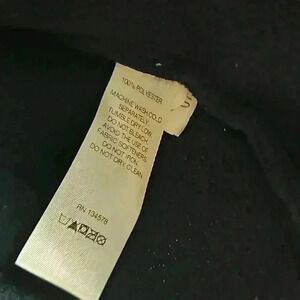 100% POLYESTER
MACHINE WASH COLD
SEPARATELY.
TUMBLE DRY LOW.
DO NOT BLEACH.
AVOID THE USE OF
FABRIC SOFTENERS.
DO NOT IRON.
DO NOT DRY CLEAN.
RN 134578